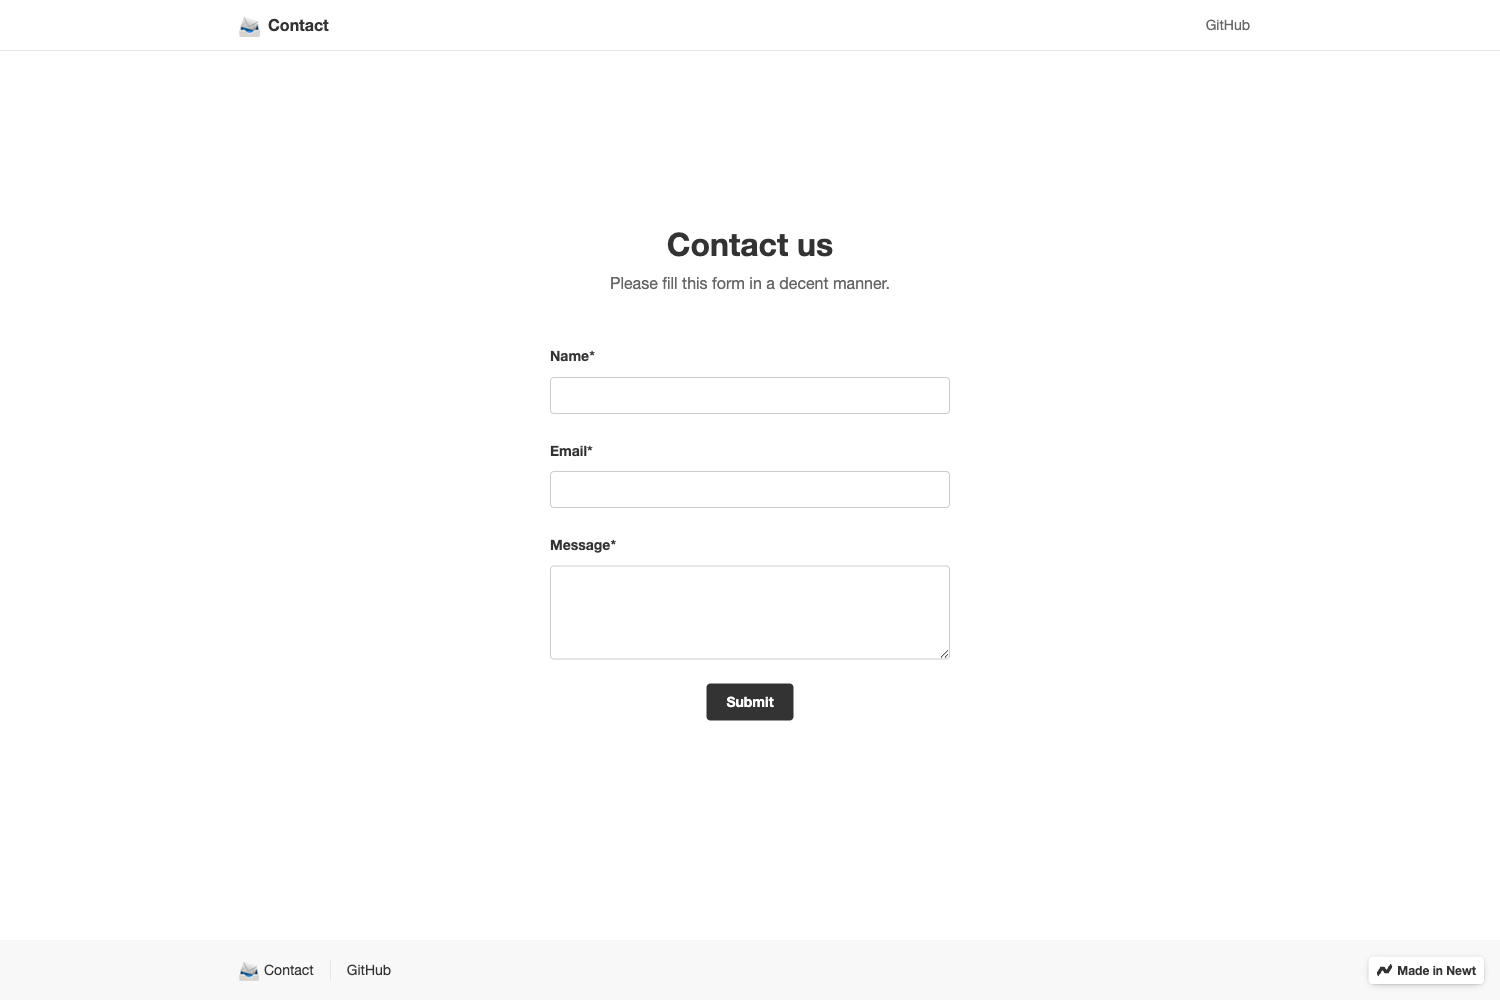 Contact
GitHub
Contact us
Please fill this form in a decent manner.
Name*
Email*
Message*
Submit
Contact
GitHub
Made in Newt